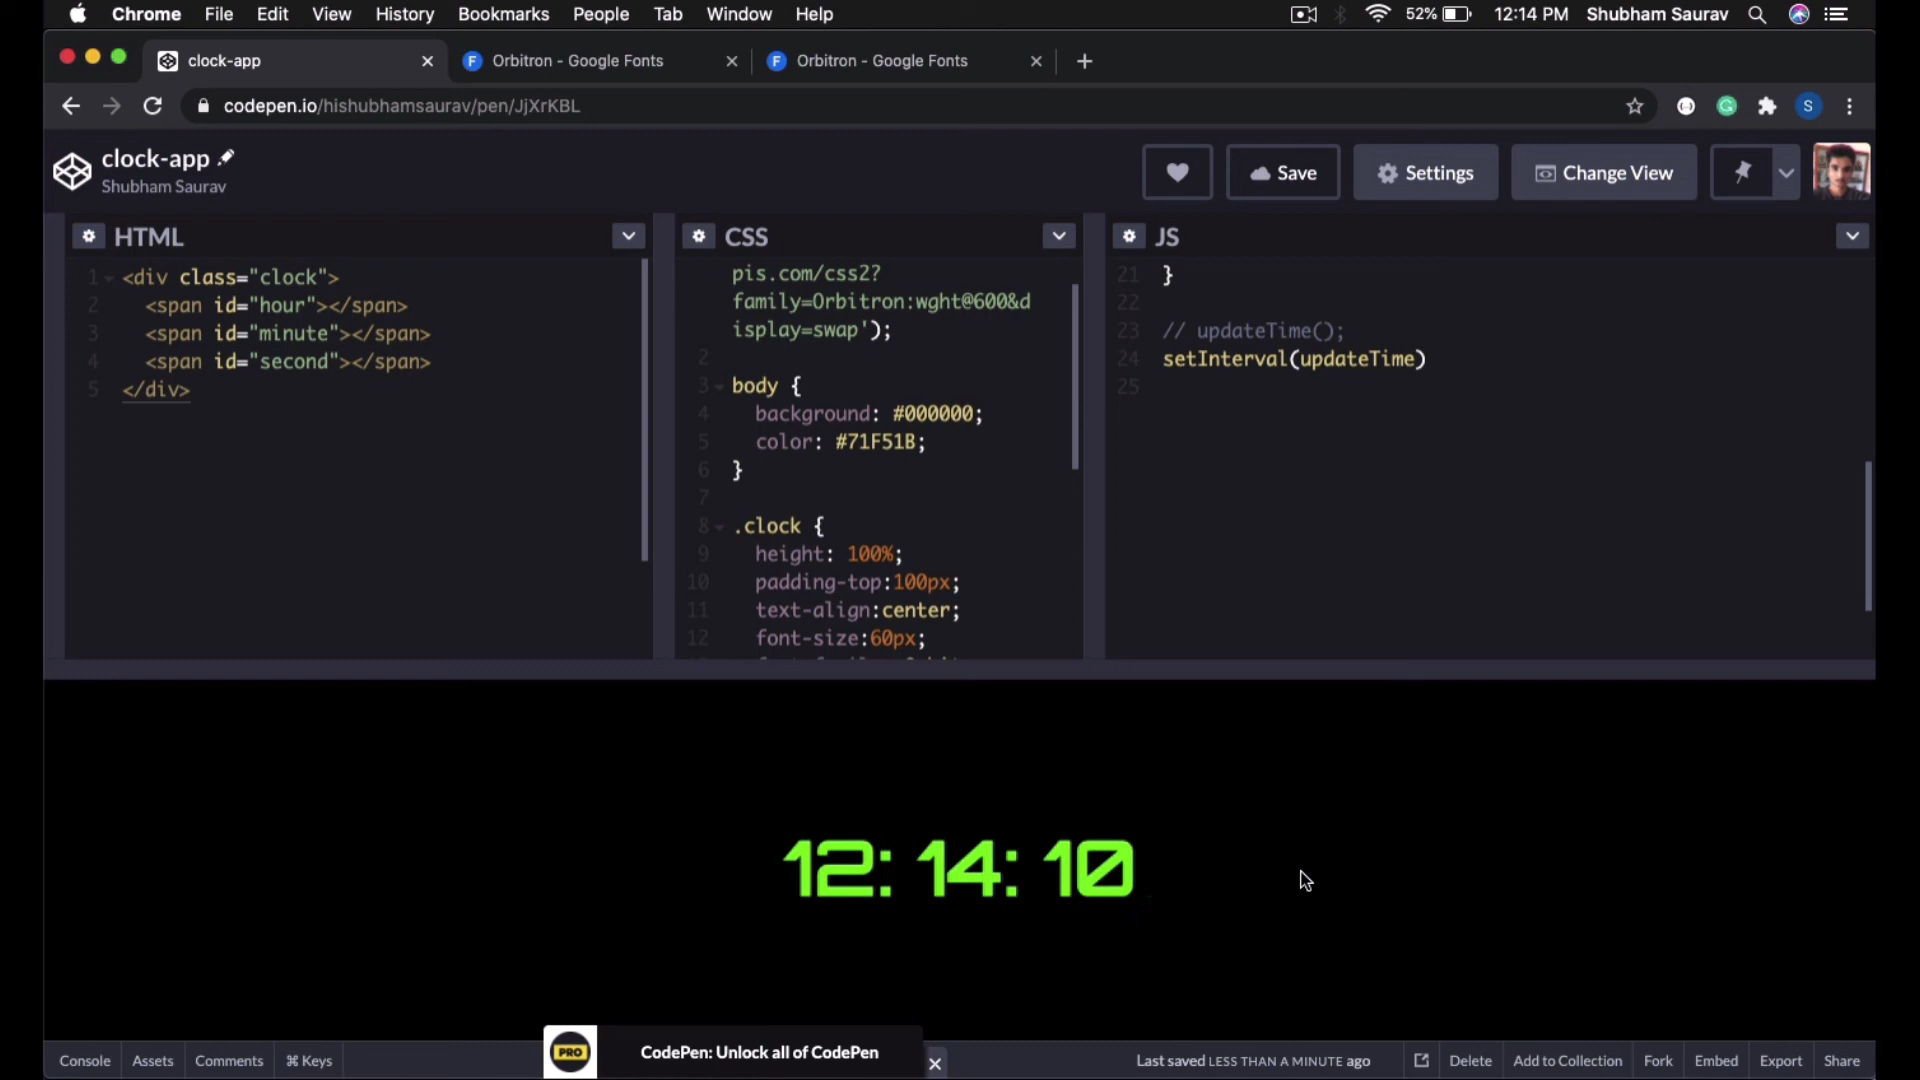 Chrome File Edit View History Bookmarks People Tab Window Help 52% 12:14 PM Shubham Saurav
clock-app Orbitron - Google Fonts Orbitron - Google Fonts
codepen.io/hishubhamsaurav/pen/JjXrKBL S
clock-app
Shubham Saurav
Save Settings Change View
HTML
1 <div class="clock">
2 <span id="hour"></span>
3 <span id="minute"></span>
4 <span id="second"></span>
5 </div>
CSS
pis.com/css2?
family=Orbitron:wght@600&d
isplay=swap');
2
3 body {
4 background: #000000;
5 color: #71F51B;
6 }
7
8 .clock {
9 height: 100%;
10 padding-top:100px;
11 text-align:center;
12 font-size:60px;
JS
21 }
22
23 // updateTime();
24 setInterval(updateTime)
25
12: 14: 10
Console Assets Comments ⌘ Keys PRO CodePen: Unlock all of CodePen Last saved LESS THAN A MINUTE ago Delete Add to Collection Fork Embed Export Share